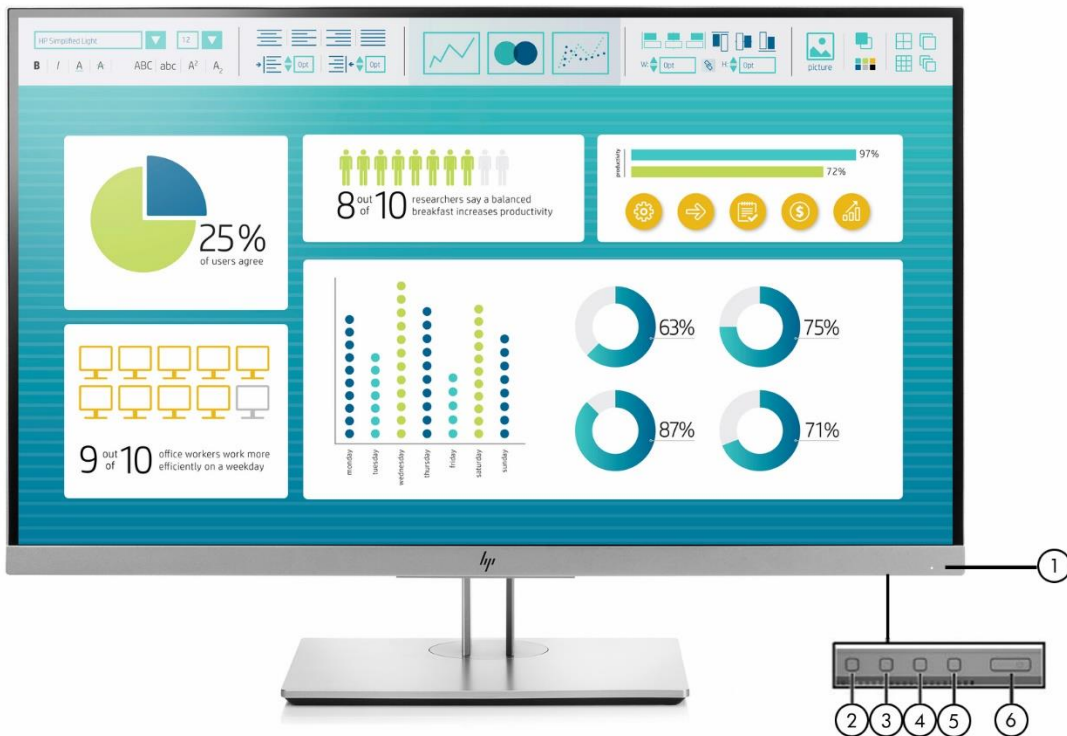 HP Simplified Light
12
B I A A ABC abc A² A₂
0pt
0pt
W: 0pt
H: 0pt
picture
25%
of users agree
8 out of 10 researchers say a balanced
breakfast increases productivity
productivity
97%
72%
9 out of 10 office workers work more
efficiently on a weekday
monday
tuesday
wednesday
thursday
friday
saturday
sunday
63%
75%
87%
71%
hp
1
2
3
4
5
6